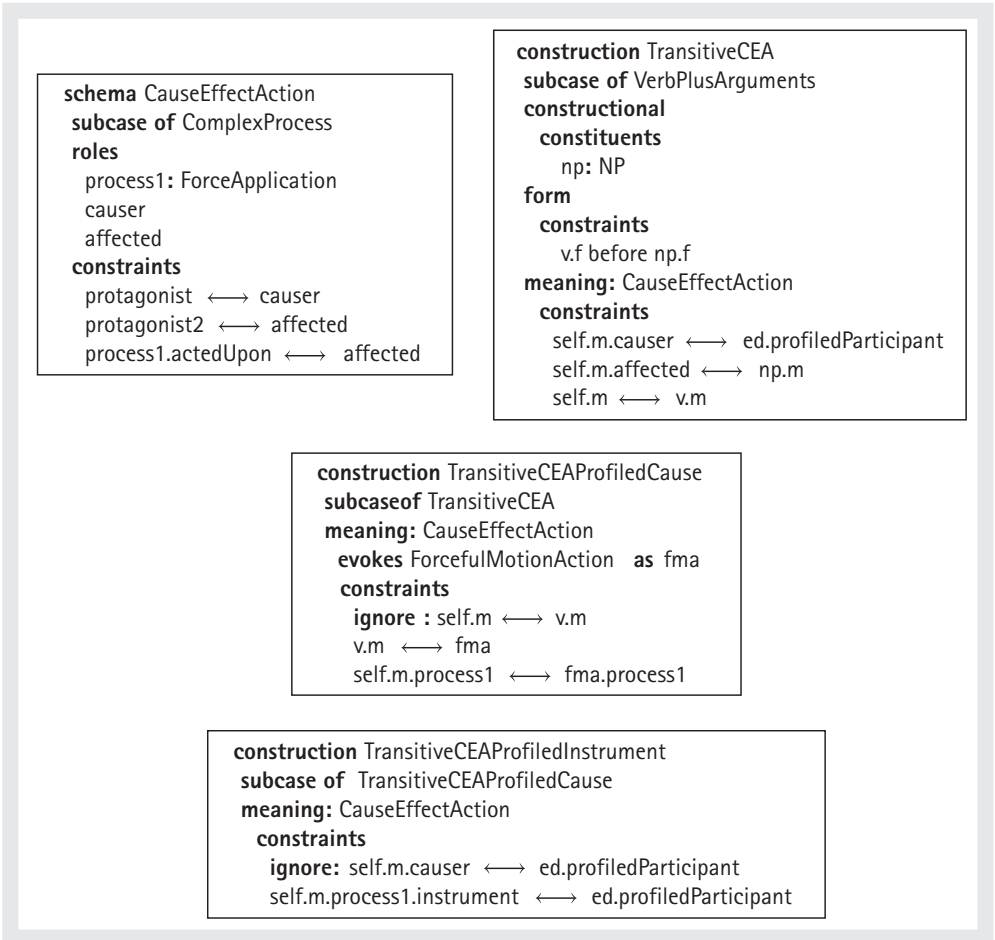 schema CauseEffectAction
subcase of ComplexProcess
roles
process1: ForceApplication
causer
affected
constraints
protagonist ⟷ causer
protagonist2 ⟷ affected
process1.actedUpon ⟷ affected
construction TransitiveCEA
subcase of VerbPlusArguments
constructional
constituents
np: NP
form
constraints
v.f before np.f
meaning: CauseEffectAction
constraints
self.m.causer ⟷ ed.profiledParticipant
self.m.affected ⟷ np.m
self.m ⟷ v.m
construction TransitiveCEAProfiledCause
subcaseof TransitiveCEA
meaning: CauseEffectAction
evokes ForcefulMotionAction as fma
constraints
ignore : self.m ⟷ v.m
v.m ⟷ fma
self.m.process1 ⟷ fma.process1
construction TransitiveCEAProfiledInstrument
subcase of TransitiveCEAProfiledCause
meaning: CauseEffectAction
constraints
ignore: self.m.causer ⟷ ed.profiledParticipant
self.m.process1.instrument ⟷ ed.profiledParticipant